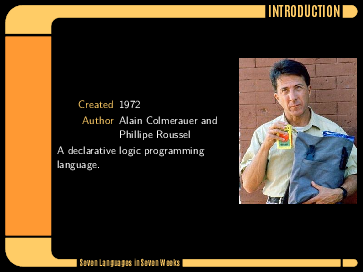 INTRODUCTION
Created 1972
Author Alain Colmerauer and
Phillipe Roussel
A declarative logic programming
language.
Seven Languages in Seven Weeks